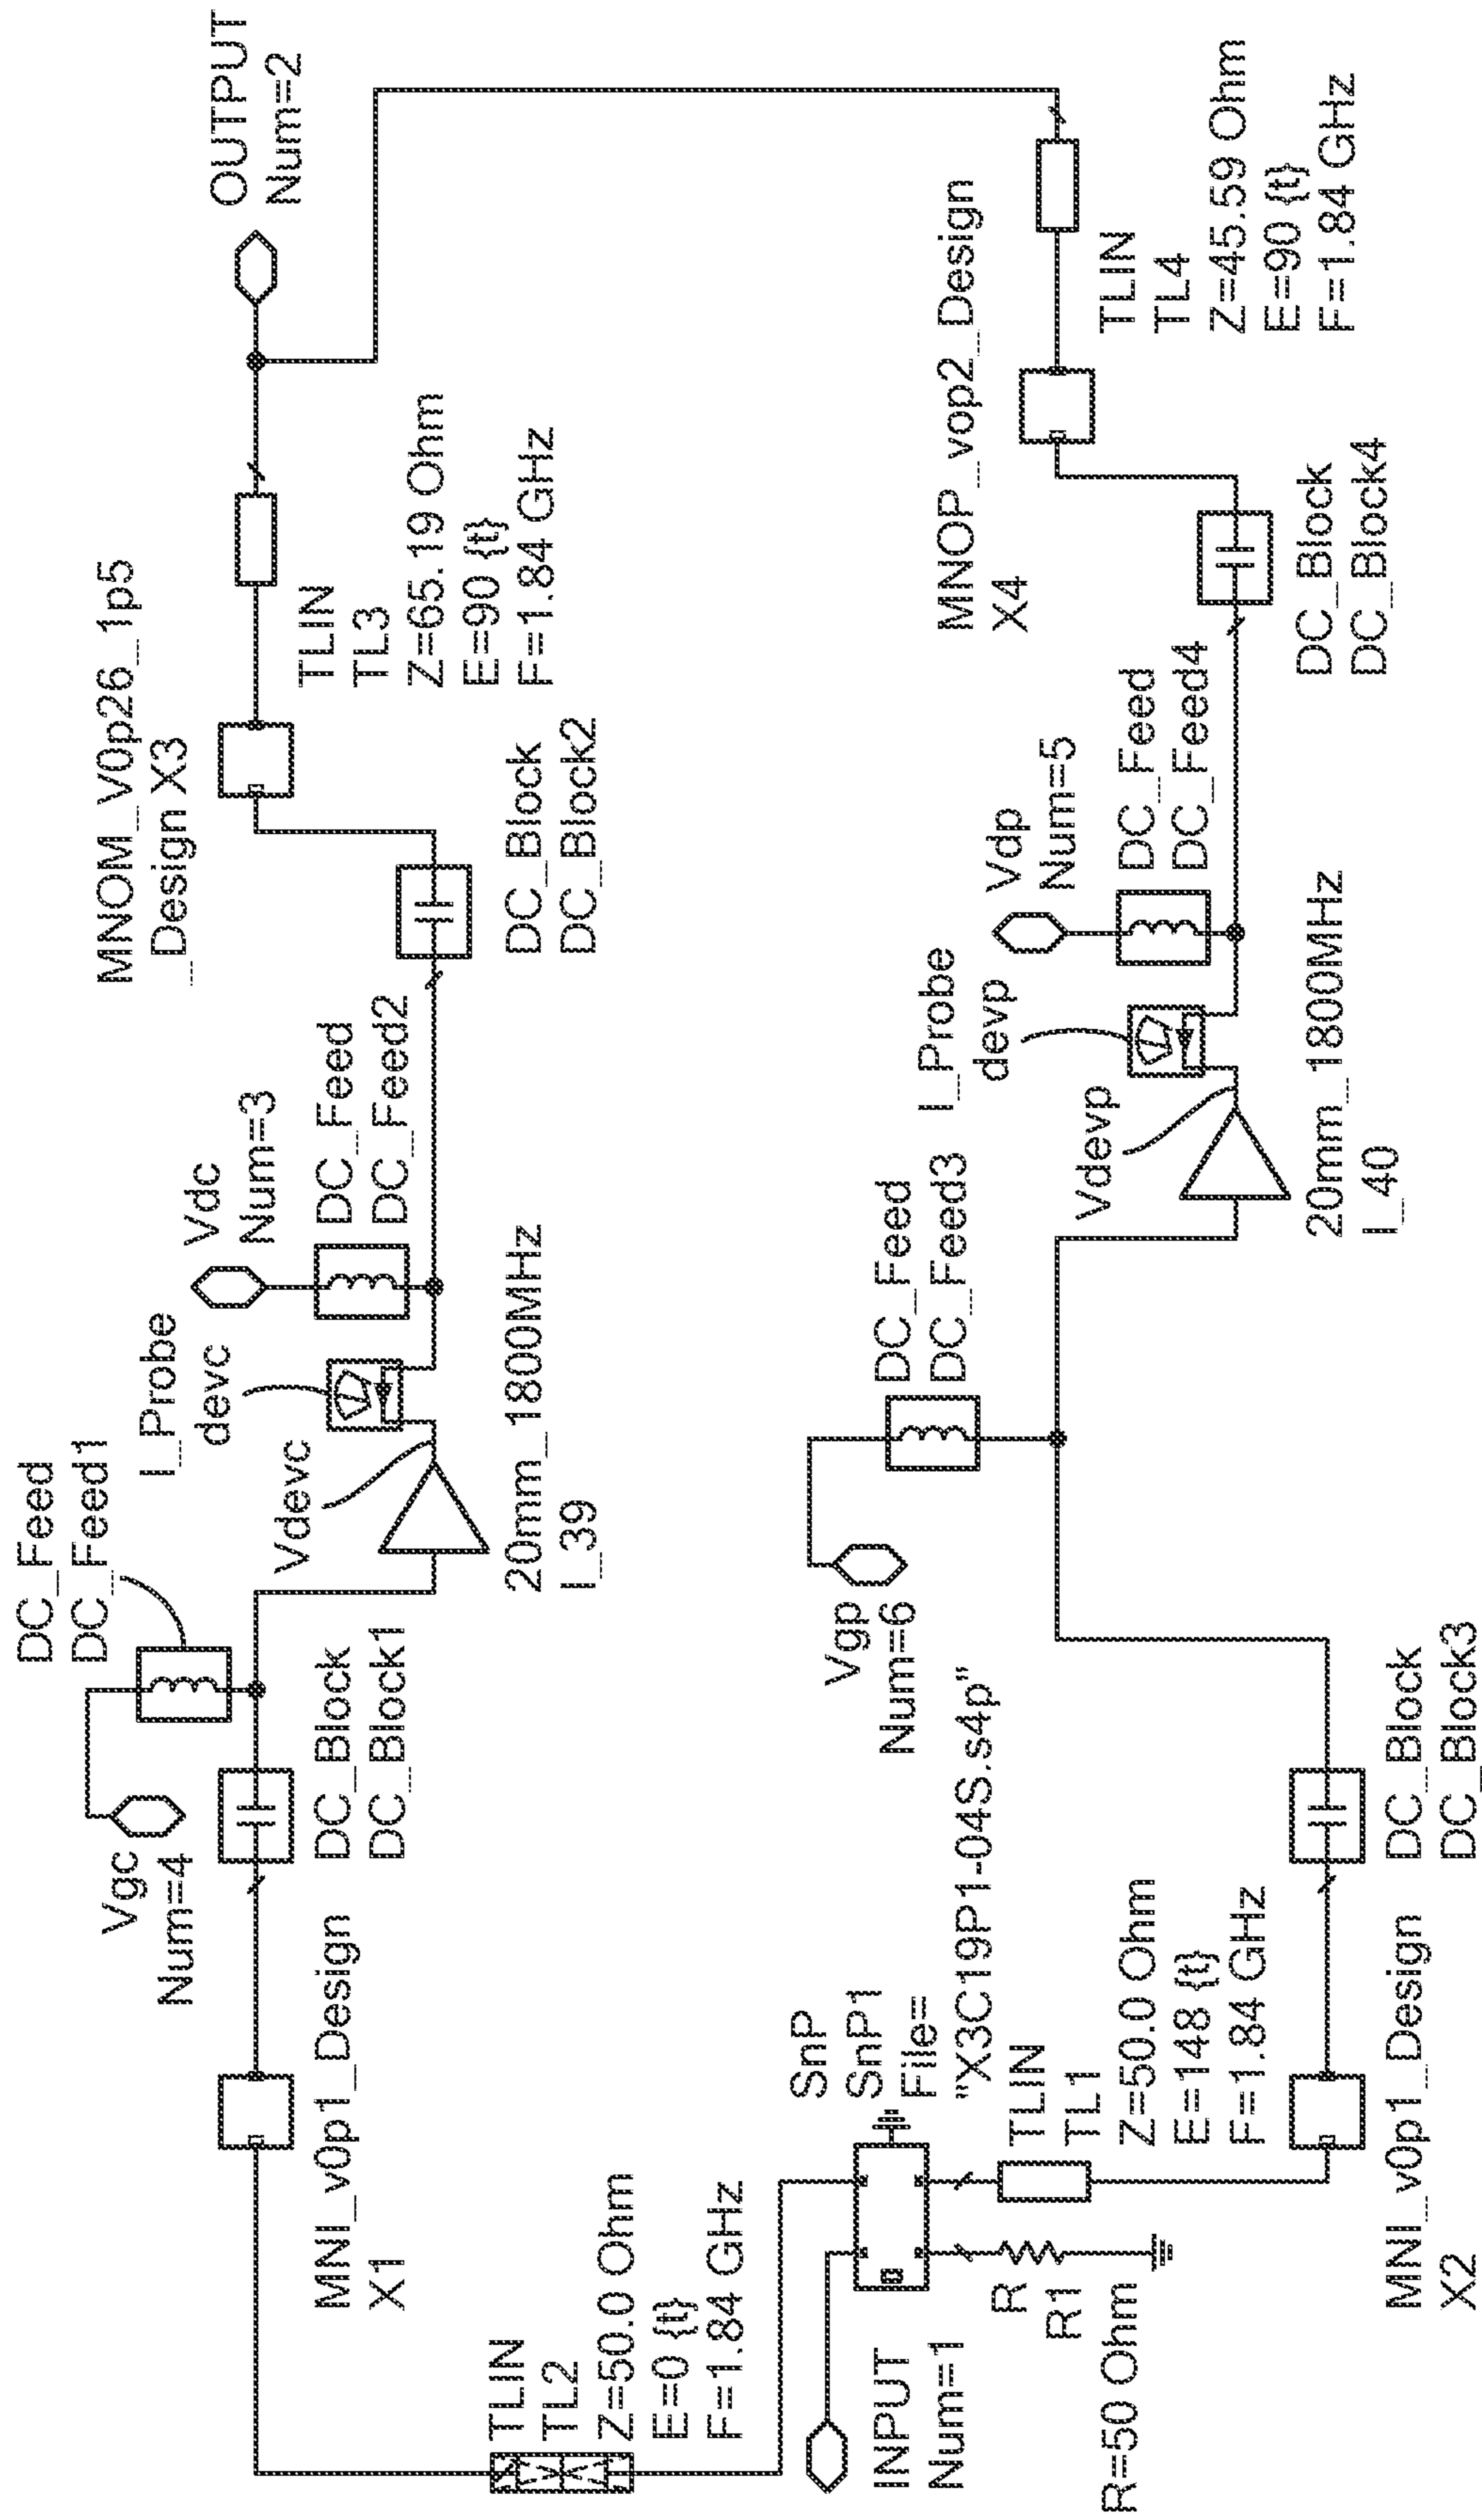 DC_Feed
DC_Feed1
Vgc
Num=4
MNI_v0p1_Design
X1
DC_Block
DC_Block1
I_Probe
devc
Vdevc
20mm_1800MHz
I_39
Vdc
Num=3
DC_Feed
DC_Feed2
DC_Block
DC_Block2
MNOM_V0p26_1p5
_Design X3
TLIN
TL3
Z=65.19 Ohm
E=90 {t}
F=1.84 GHz
OUTPUT
Num=2
TLIN
TL2
Z=50.0 Ohm
E=0 {t}
F=1.84 GHz
INPUT
Num=1
R
R1
R=50 Ohm
SnP
SnP1
File=
"X3C19P1-04S.s4p"
TLIN
TL1
Z=50.0 Ohm
E=148 {t}
F=1.84 GHz
MNI_v0p1_Design
X2
DC_Block
DC_Block3
Vgp
Num=6
DC_Feed
DC_Feed3
Vdevp
20mm_1800MHz
I_40
I_Probe
devp
Vdp
Num=5
DC_Feed
DC_Feed4
DC_Block
DC_Block4
MNOP_vop2_Design
X4
TLIN
TL4
Z=45.59 Ohm
E=90 {t}
F=1.84 GHz